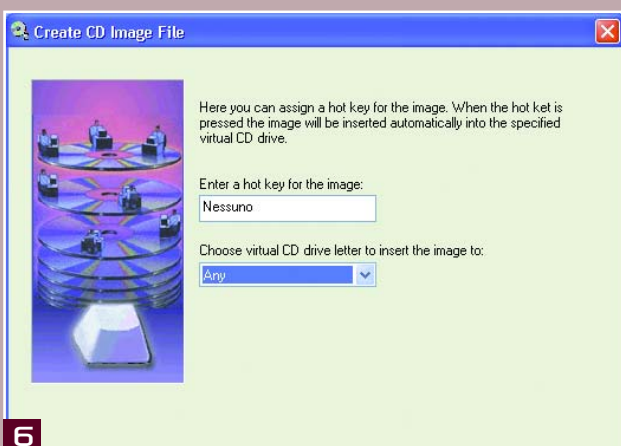 Create CD Image File
Here you can assign a hot key for the image. When the hot ket is
pressed the image will be inserted automatically into the specified
virtual CD drive.
Enter a hot key for the image:
Nessuno
Choose virtual CD drive letter to insert the image to:
Any
6